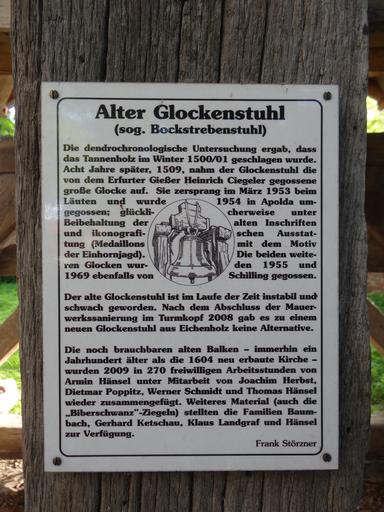 Alter Glockenstuhl
(sog. Bockstrebenstuhl)
Die dendrochronologische Untersuchung ergab, dass
das Tannenholz im Winter 1500/01 geschlagen wurde.
Acht Jahre später, 1509, nahm der Glockenstuhl die
von dem Erfurter Gießer Heinrich Ciegeler gegossene
große Glocke auf. Sie zersprang im März 1953 beim
Läuten und wurde 1954 in Apolda um-
gegossen; glückli- cherweise unter
Beibehaltung der alten Inschriften
und ikonografi- schen Ausstat-
tung (Medaillons mit dem Motiv
der Einhornjagd). Die beiden weite-
ren Glocken wur- den 1955 und
1969 ebenfalls von Schilling gegossen.
Der alte Glockenstuhl ist im Laufe der Zeit instabil und
schwach geworden. Nach dem Abschluss der Mauer-
werkssanierung im Turmkopf 2008 gab es zu einem
neuen Glockenstuhl aus Eichenholz keine Alternative.
Die noch brauchbaren alten Balken – immerhin ein
Jahrhundert älter als die 1604 neu erbaute Kirche –
wurden 2009 in 270 freiwilligen Arbeitsstunden von
Armin Hänsel unter Mitarbeit von Joachim Herbst,
Dietmar Poppitz, Werner Schmidt und Thomas Hänsel
wieder zusammengefügt. Weiteres Material (auch die
„Biberschwanz"-Ziegeln) stellten die Familien Baum-
bach, Gerhard Ketschau, Klaus Landgraf und Hänsel
zur Verfügung.
Frank Störzner